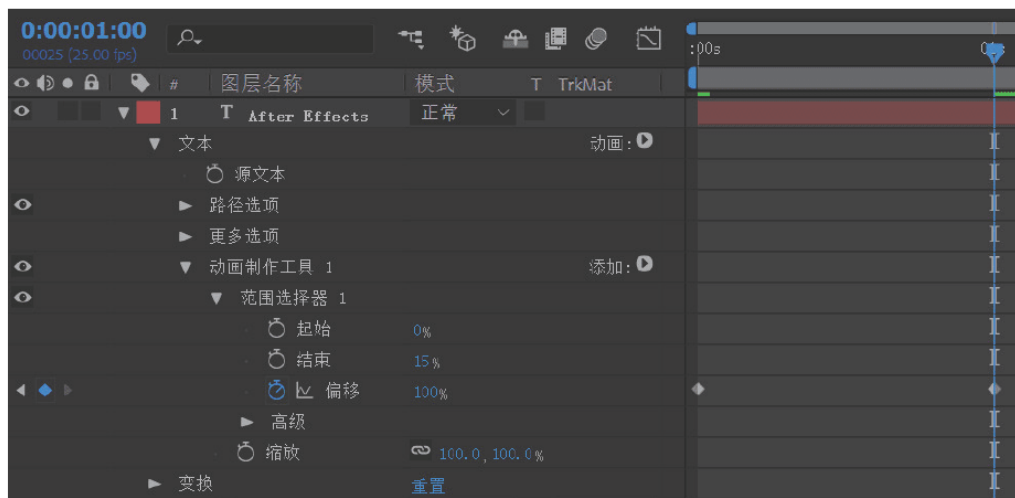 0:00:01:00
00025 (25.00 fps)
:00s
# 图层名称 模式 T TrkMat
1 T After Effects 正常
文本 动画:
源文本
路径选项
更多选项
动画制作工具 1 添加:
范围选择器 1
起始 0%
结束 15%
偏移 100%
高级
缩放 100.0, 100.0%
变换 重置